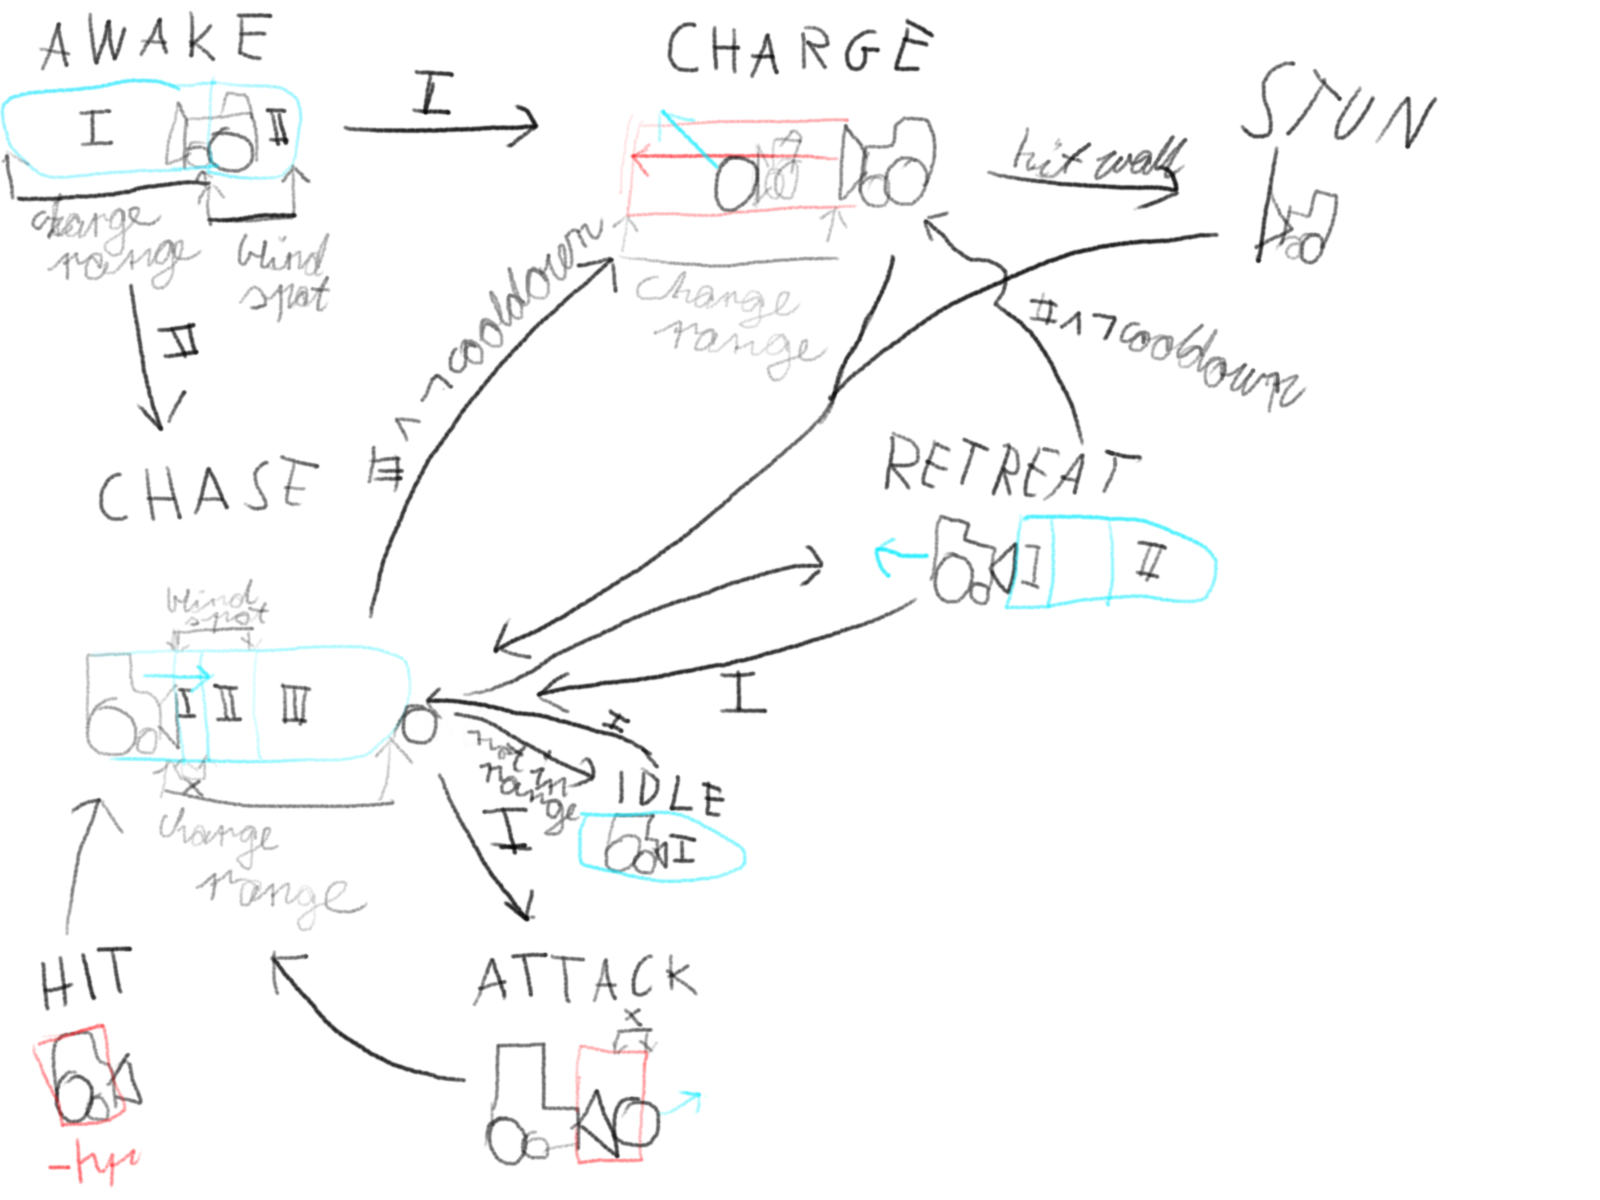 AWAKE
I
II
charge
range
blind
spot
I
CHARGE
charge
range
hit wall
STUN
II
CHASE
III ∧ ¬cooldown
II ∧ ¬cooldown
RETREAT
I
II
blind
spot
I
II
III
x
charge
range
I
I
not in
range
IDLE
I
I
HIT
-hp
ATTACK
x